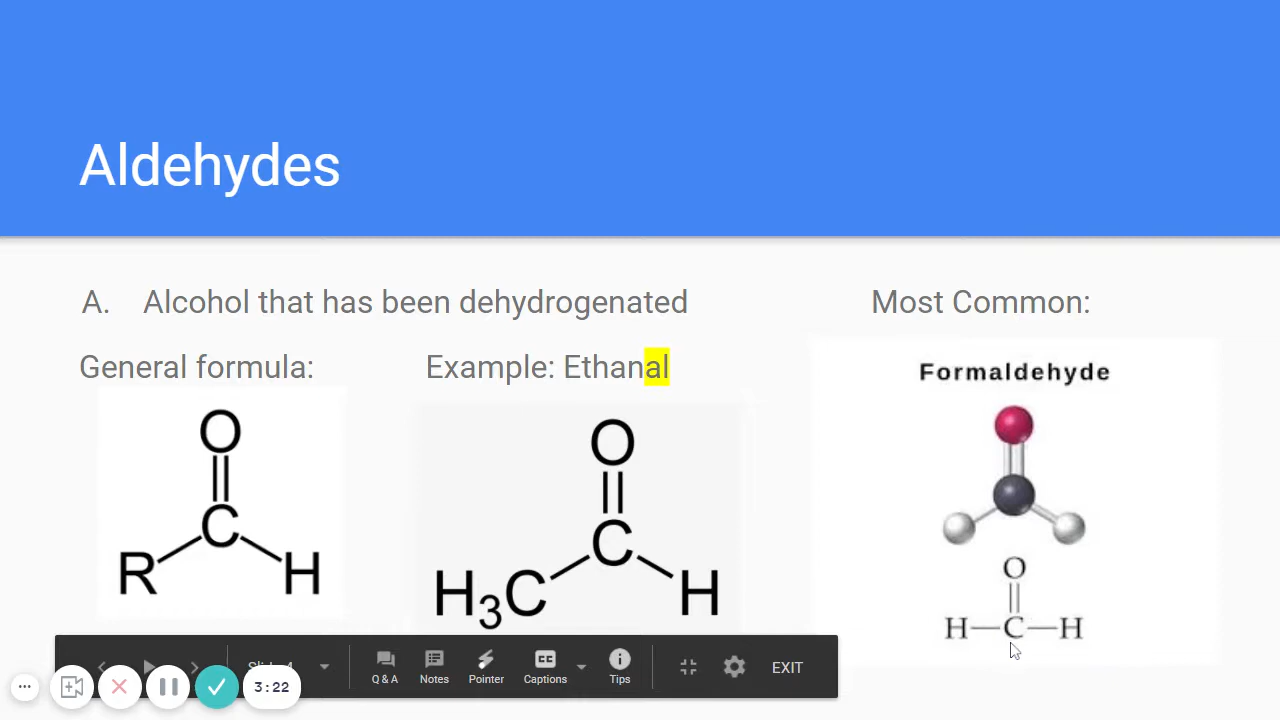 Aldehydes
A. Alcohol that has been dehydrogenated
Most Common:
General formula:
Example: Ethanal
Formaldehyde
O
C
R H
O
C
H3C H
O
H—C—H
Q & A
Notes
Pointer
CC
Captions
Tips
EXIT
3:22